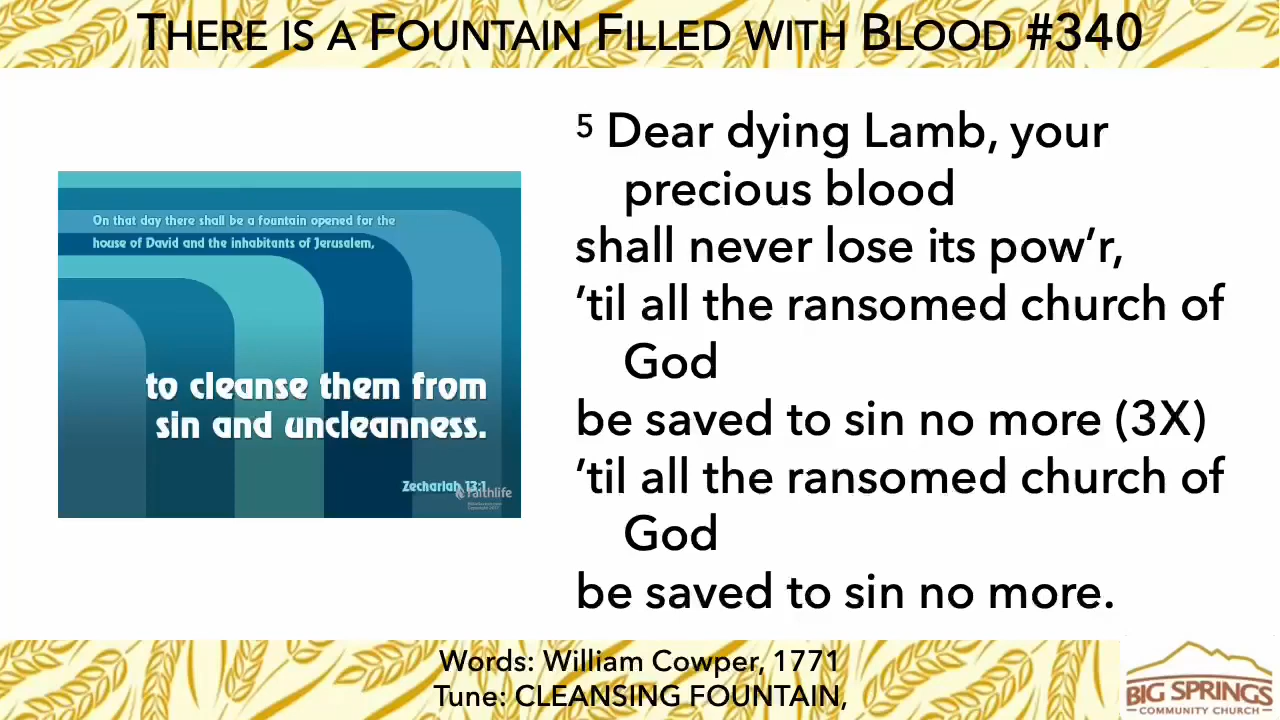 THERE IS A FOUNTAIN FILLED WITH BLOOD #340
On that day there shall be a fountain opened for the
house of David and the inhabitants of Jerusalem,
to cleanse them from
sin and uncleanness.
Zechariah 13:1
faithlife
5 Dear dying Lamb, your
precious blood
shall never lose its pow’r,
’til all the ransomed church of
God
be saved to sin no more (3X)
’til all the ransomed church of
God
be saved to sin no more.
Words: William Cowper, 1771
Tune: CLEANSING FOUNTAIN,
BIG SPRINGS
COMMUNITY CHURCH